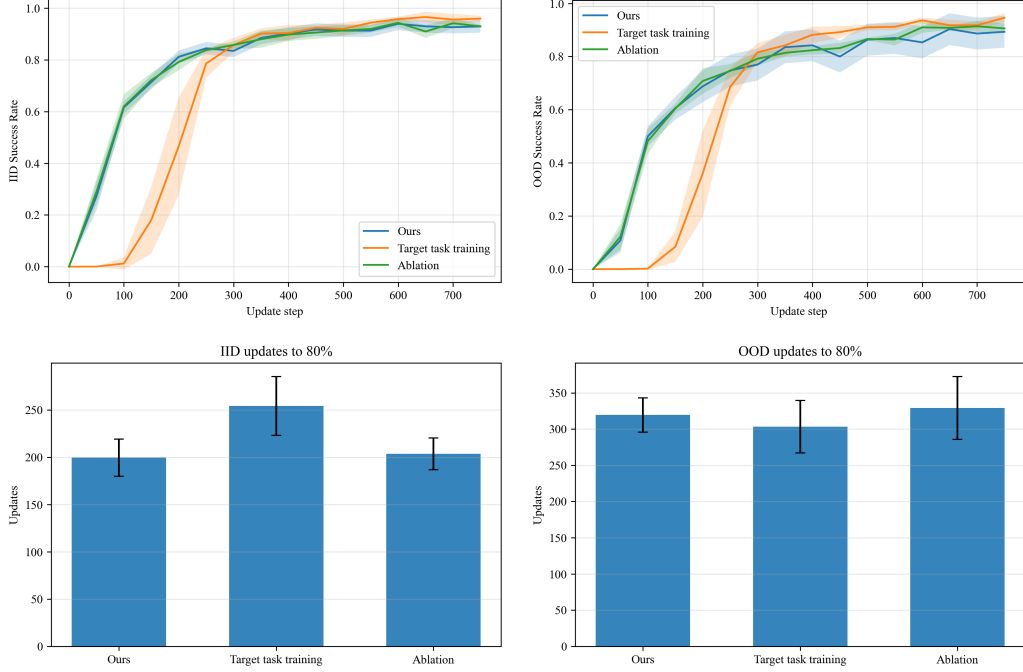 1.0
0.8
0.6
0.4
0.2
0.0
IID Success Rate
0 100 200 300 400 500 600 700
Update step
Ours
Target task training
Ablation
1.0
0.8
0.6
0.4
0.2
0.0
OOD Success Rate
0 100 200 300 400 500 600 700
Update step
Ours
Target task training
Ablation
IID updates to 80%
250
200
150
100
50
0
Updates
Ours Target task training Ablation
OOD updates to 80%
350
300
250
200
150
100
50
0
Updates
Ours Target task training Ablation